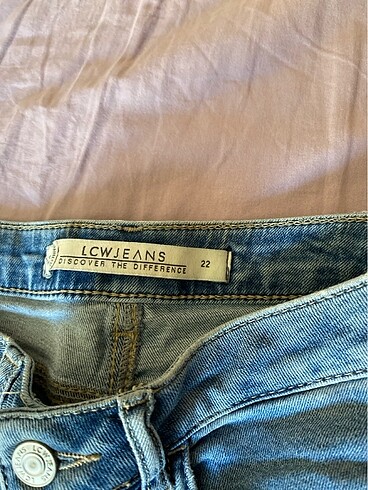 LCWJEANS
DISCOVER THE DIFFERENCE 22